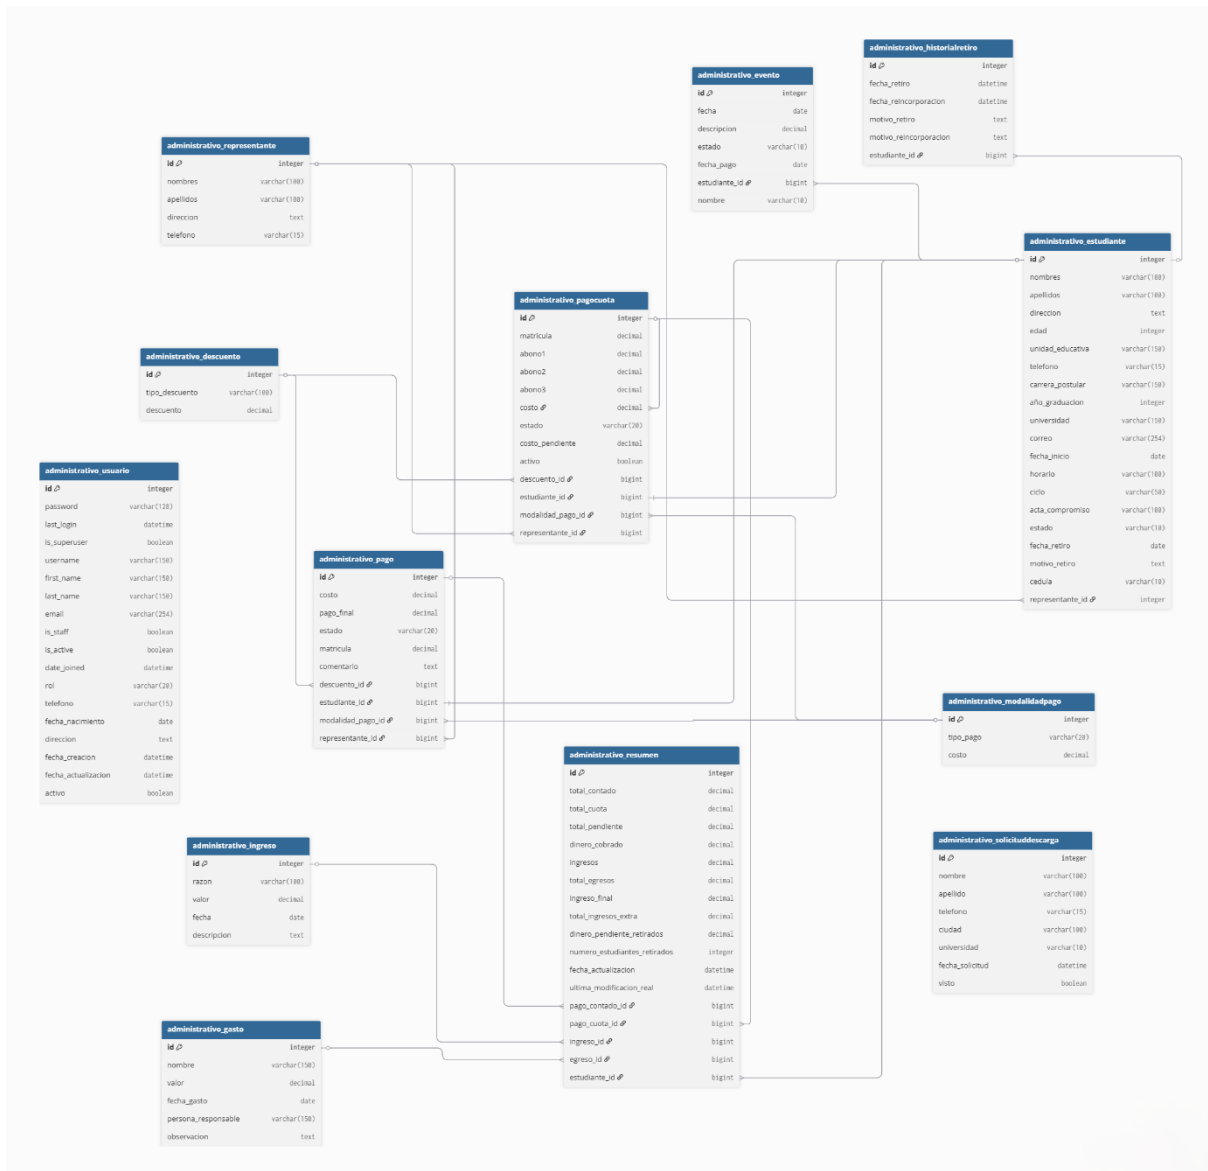 administrativo_historialretiro
id integer
fecha_retiro datetime
fecha_reincorporacion datetime
motivo_retiro text
motivo_reincorporacion text
estudiante_id bigint
administrativo_evento
id integer
fecha date
descripcion decimal
estado varchar(10)
fecha_pago date
estudiante_id bigint
nombre varchar(10)
administrativo_representante
id integer
nombres varchar(100)
apellidos varchar(100)
direccion text
telefono varchar(15)
administrativo_estudiante
id integer
nombres varchar(100)
apellidos varchar(100)
direccion text
edad integer
unidad_educativa varchar(150)
telefono varchar(15)
carrera_postular varchar(150)
año_graduacion integer
universidad varchar(150)
correo varchar(254)
fecha_inicio date
horario varchar(100)
ciclo varchar(50)
acta_compromiso varchar(100)
estado varchar(10)
fecha_retiro date
motivo_retiro text
cedula varchar(10)
representante_id integer
administrativo_pagocuota
id integer
matricula decimal
abono1 decimal
abono2 decimal
abono3 decimal
costo decimal
estado varchar(20)
costo_pendiente decimal
activo boolean
descuento_id bigint
estudiante_id bigint
modalidad_pago_id bigint
representante_id bigint
administrativo_descuento
id integer
tipo_descuento varchar(100)
descuento decimal
administrativo_usuario
id integer
password varchar(128)
last_login datetime
is_superuser boolean
username varchar(150)
first_name varchar(150)
last_name varchar(150)
email varchar(254)
is_staff boolean
is_active boolean
date_joined datetime
rol varchar(20)
telefono varchar(15)
fecha_nacimiento date
direccion text
fecha_creacion datetime
fecha_actualizacion datetime
activo boolean
administrativo_pago
id integer
costo decimal
pago_final decimal
estado varchar(20)
matricula decimal
comentario text
descuento_id bigint
estudiante_id bigint
modalidad_pago_id bigint
representante_id bigint
administrativo_modalidadpago
id integer
tipo_pago varchar(20)
costo decimal
administrativo_resumen
id integer
total_contado decimal
total_cuota decimal
total_pendiente decimal
dinero_cobrado decimal
ingresos decimal
total_egresos decimal
ingreso_final decimal
total_ingresos_extra decimal
dinero_pendiente_retirados decimal
numero_estudiantes_retirados integer
fecha_actualizacion datetime
ultima_modificacion_real datetime
pago_contado_id bigint
pago_cuota_id bigint
ingreso_id bigint
egreso_id bigint
estudiante_id bigint
administrativo_solicituddescarga
id integer
nombre varchar(100)
apellido varchar(100)
telefono varchar(15)
ciudad varchar(100)
universidad varchar(10)
fecha_solicitud datetime
visto boolean
administrativo_ingreso
id integer
razon varchar(100)
valor decimal
fecha date
descripcion text
administrativo_gasto
id integer
nombre varchar(150)
valor decimal
fecha_gasto date
persona_responsable varchar(150)
observacion text